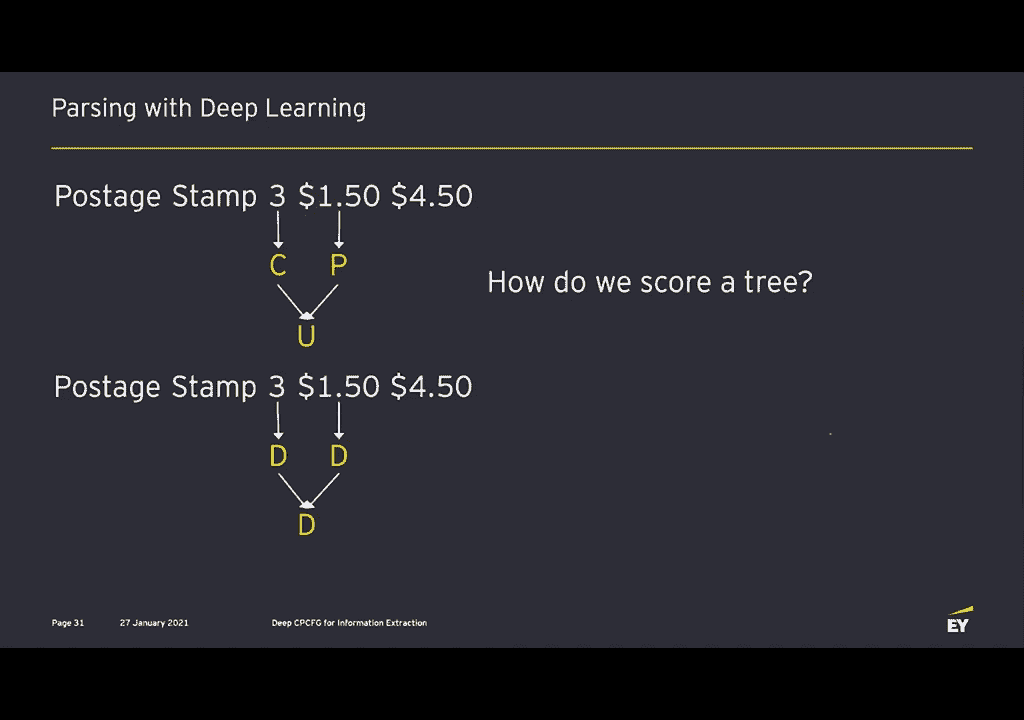 Parsing with Deep Learning
Postage Stamp 3 $1.50 $4.50
C P
How do we score a tree?
U
Postage Stamp 3 $1.50 $4.50
D D
D
Page 31 27 January 2021 Deep CPCFG for Information Extraction
EY